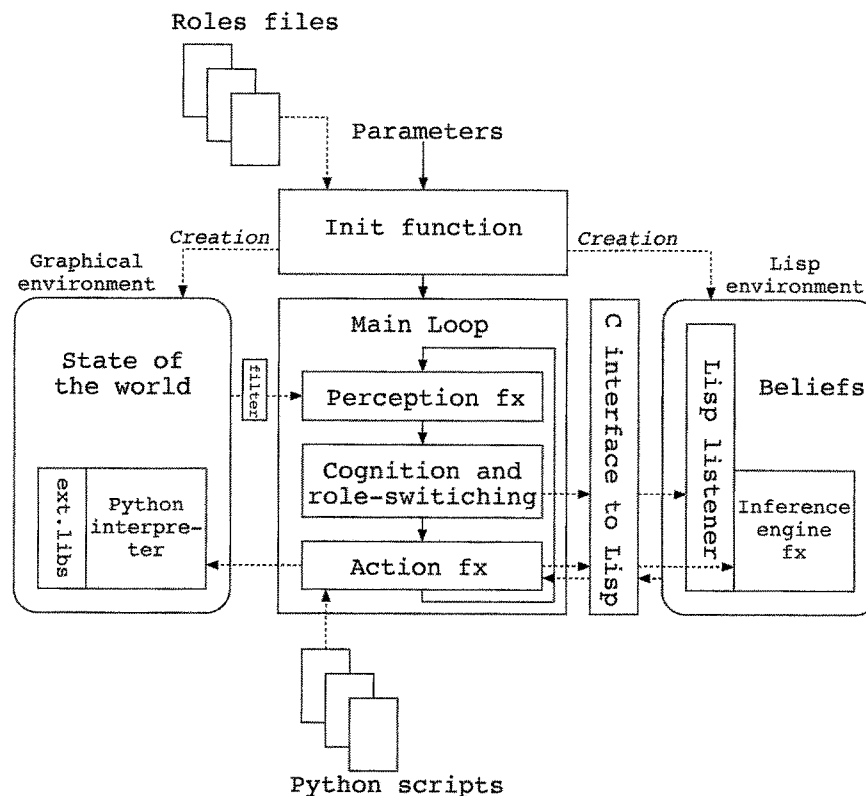 Roles files
Parameters
Init function
Creation
Creation
Graphical
environment
Lisp
environment
Main Loop
State of
the world
filter
Perception fx
Cognition and
role-switiching
Action fx
ext.libs
Python
interpre-
ter
C interface to Lisp
Lisp listener
Beliefs
Inference
engine
fx
Python scripts